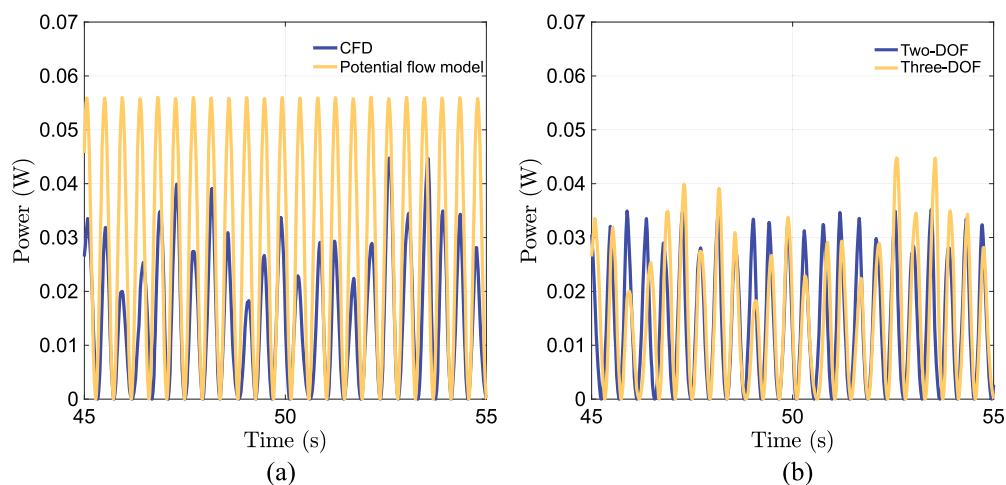 0.07
0.06
0.05
0.04
0.03
0.02
0.01
0
Power (W)
CFD
Potential flow model
45
50
55
Time (s)
(a)
0.07
0.06
0.05
0.04
0.03
0.02
0.01
0
Power (W)
Two-DOF
Three-DOF
45
50
55
Time (s)
(b)